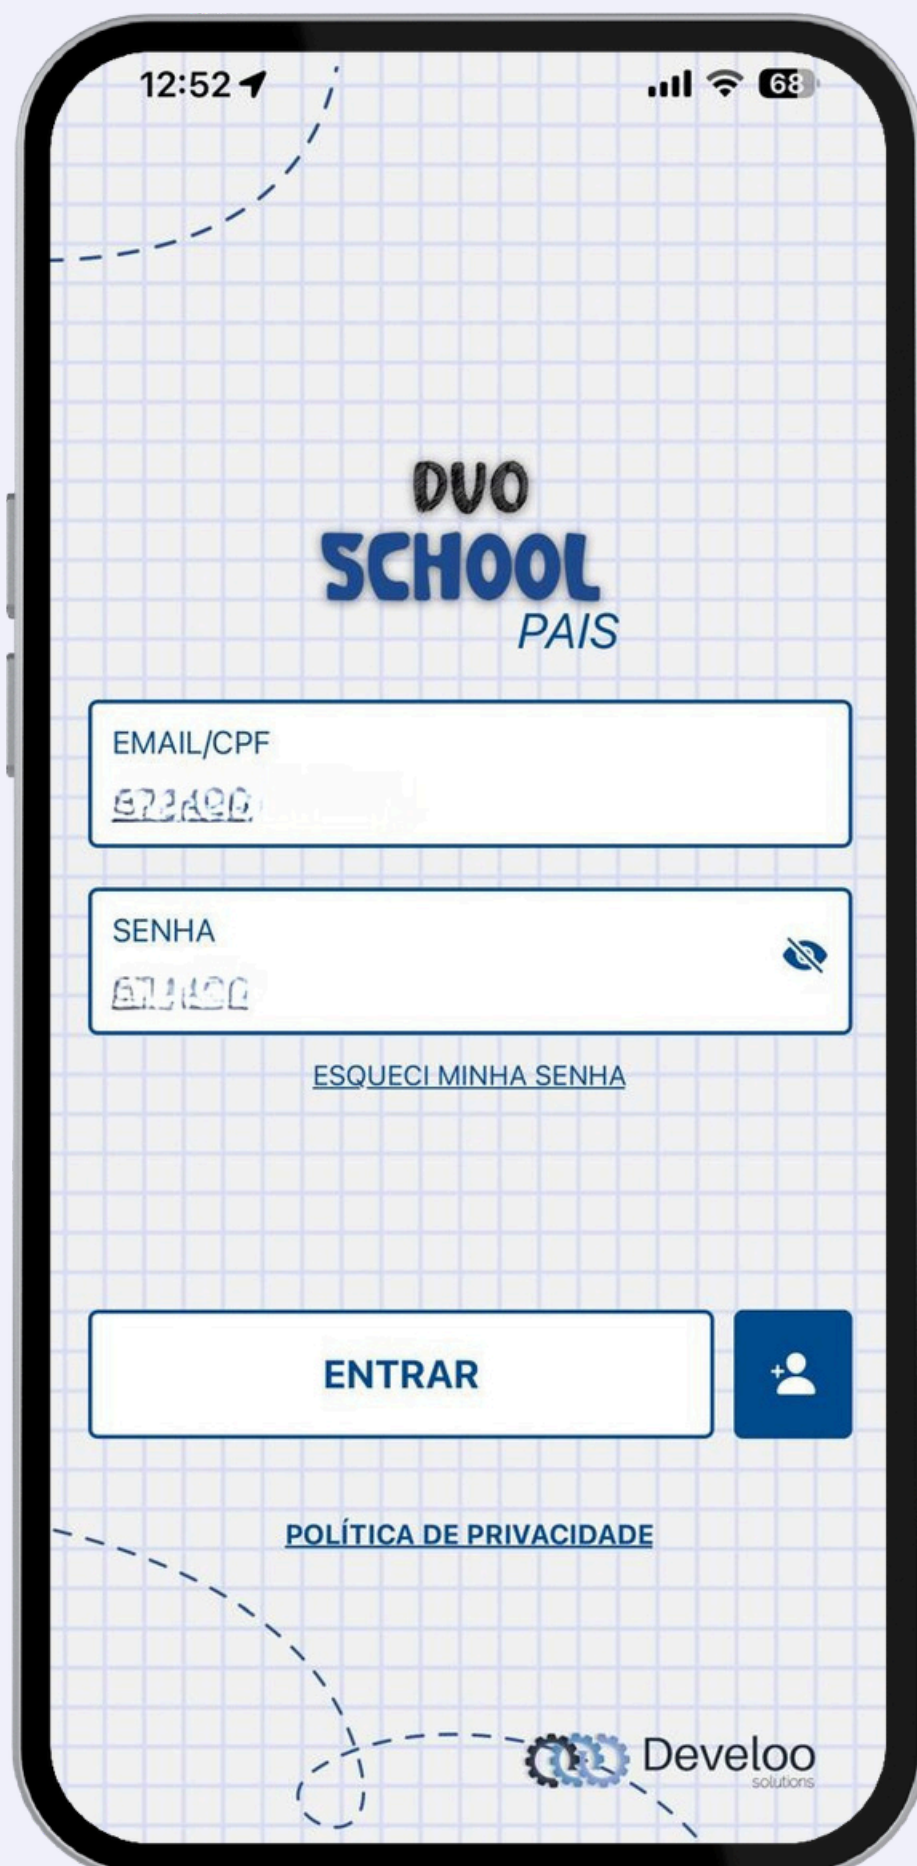 12:52
68
DUO
SCHOOL
PAIS
EMAIL/CPF
SENHA
ESQUECI MINHA SENHA
ENTRAR
POLÍTICA DE PRIVACIDADE
Develoo
solutions